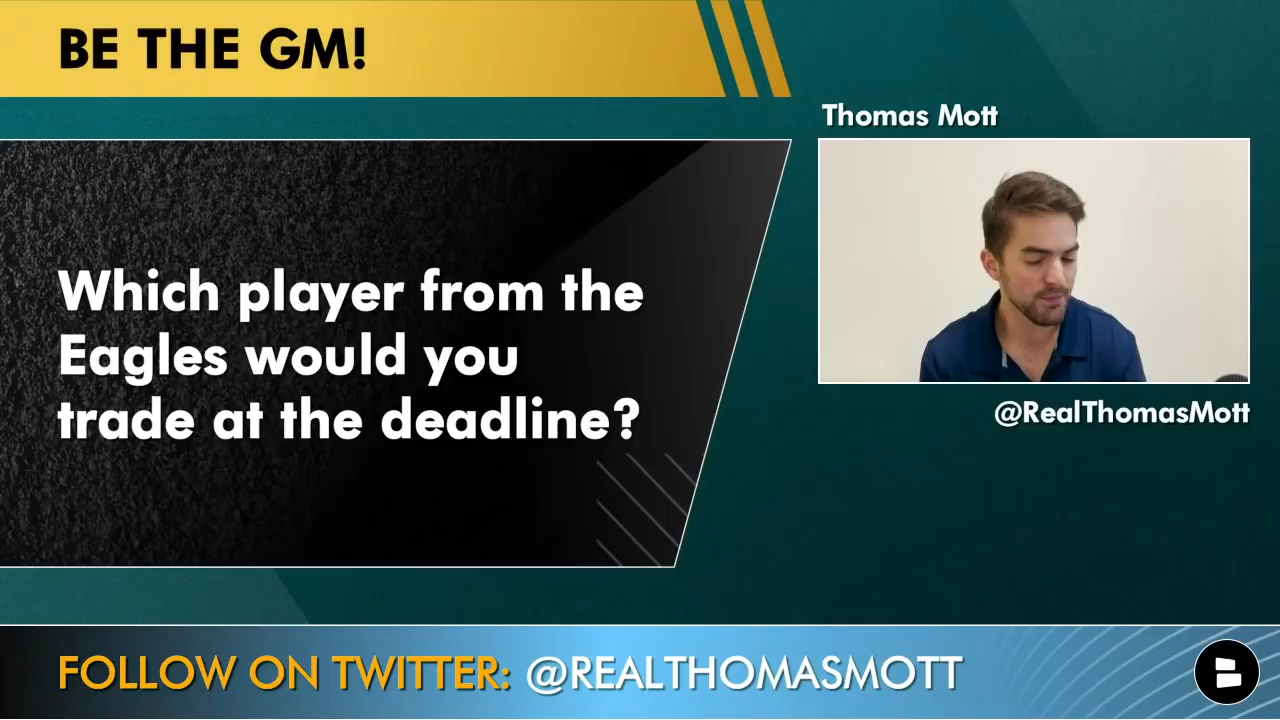 BE THE GM!
Thomas Mott
Which player from the
Eagles would you
trade at the deadline?
@RealThomasMott
FOLLOW ON TWITTER: @REALTHOMASMOTT